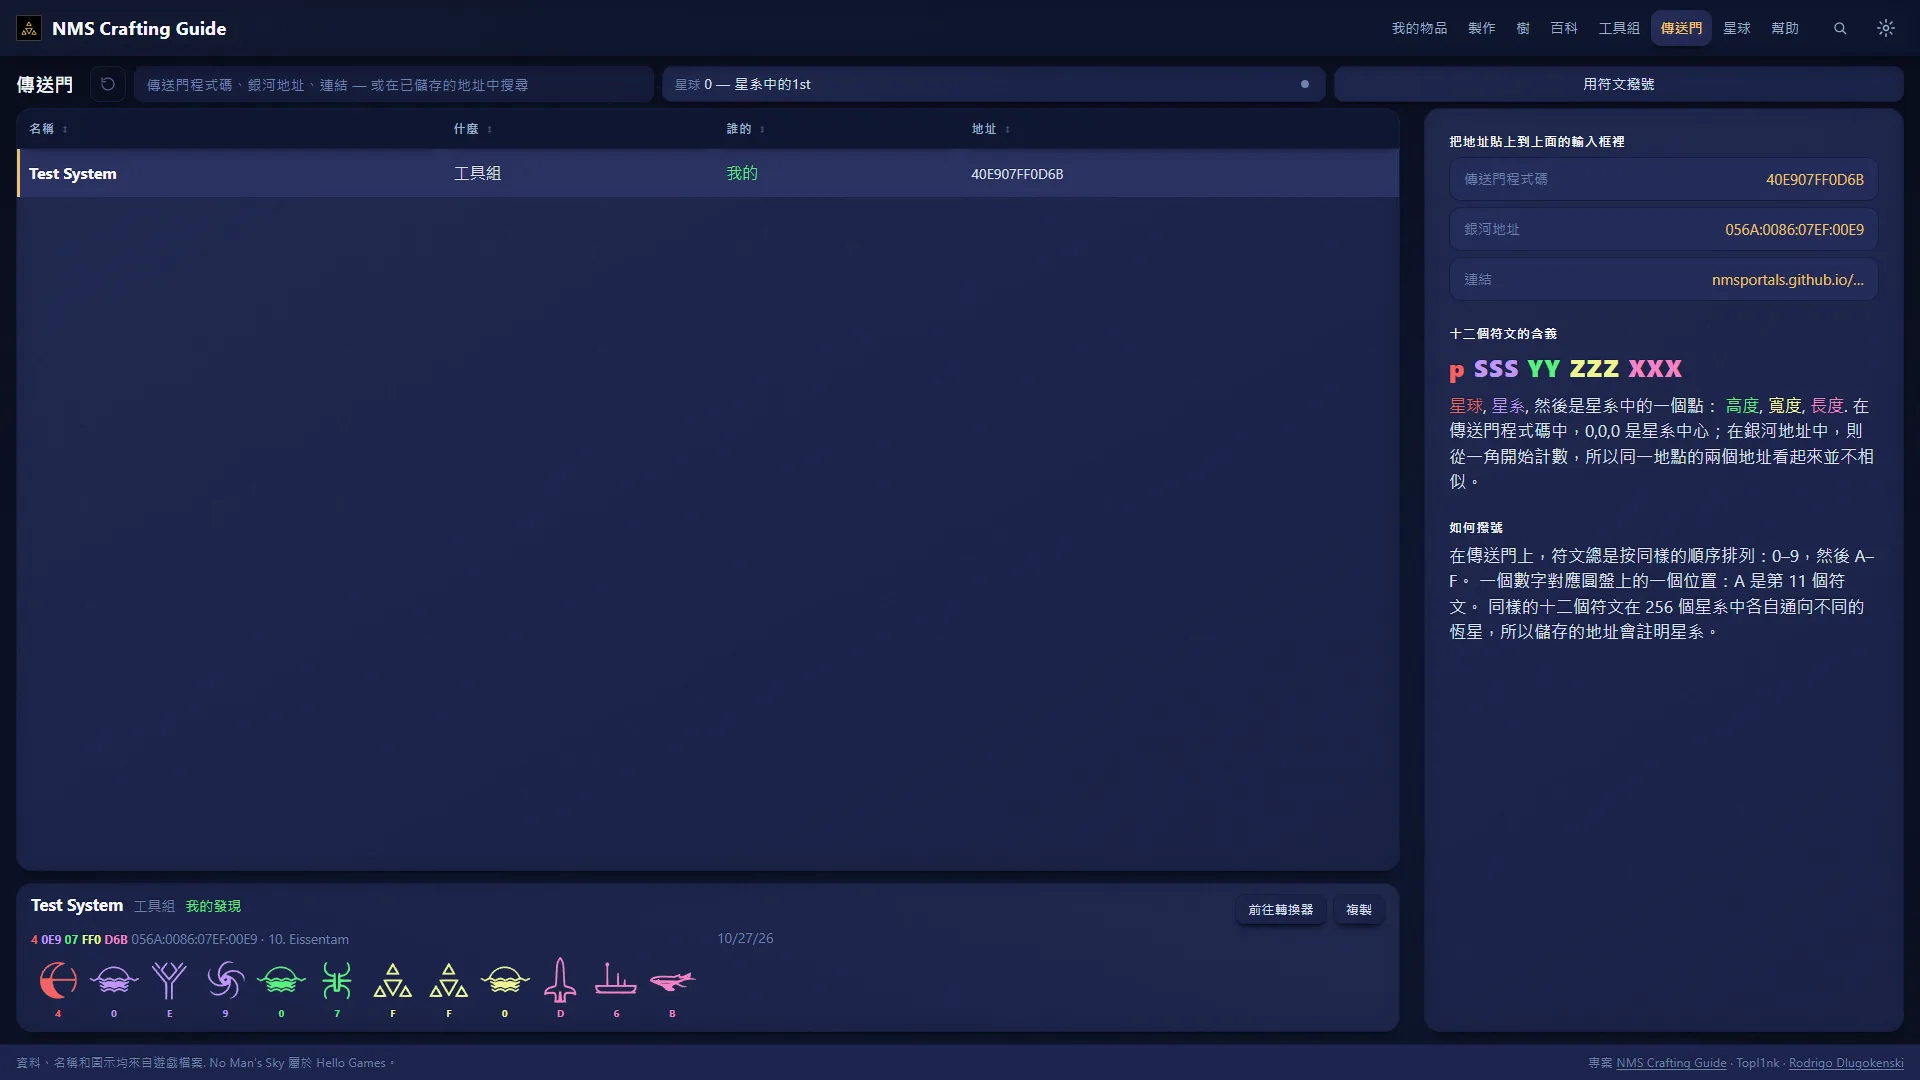 NMS Crafting Guide
我的物品 製作 樹 百科 工具組 傳送門 星球 幫助
傳送門
傳送門程式碼、銀河地址、連結 — 或在已儲存的地址中搜尋
星球 0 — 星系中的1st
用符文撥號
名稱 什麼 誰的 地址
Test System 工具組 我的 40E907FF0D6B
把地址貼上到上面的輸入框裡
傳送門程式碼 40E907FF0D6B
銀河地址 056A:0086:07EF:00E9
連結 nmsportals.github.io/...
十二個符文的含義
p SSS YY ZZZ XXX
星球, 星系, 然後是星系中的一個點： 高度, 寬度, 長度. 在
傳送門程式碼中，0,0,0 是星系中心；在銀河地址中，則
從一角開始計數，所以同一地點的兩個地址看起來並不相
似。
如何撥號
在傳送門上，符文總是按同樣的順序排列：0–9，然後 A–
F。 一個數字對應圓盤上的一個位置：A 是第 11 個符
文。 同樣的十二個符文在 256 個星系中各自通向不同的
恆星，所以儲存的地址會註明星系。
Test System 工具組 我的發現
前往轉換器 複製
4 0E9 07 FF0 D6B 056A:0086:07EF:00E9 · 10. Eissentam
10/27/26
4 0 E 9 0 7 F F 0 D 6 B
資料、名稱和圖示均來自遊戲檔案. No Man's Sky 屬於 Hello Games。
專案 NMS Crafting Guide · Topl1nk · Rodrigo Dlugokenski